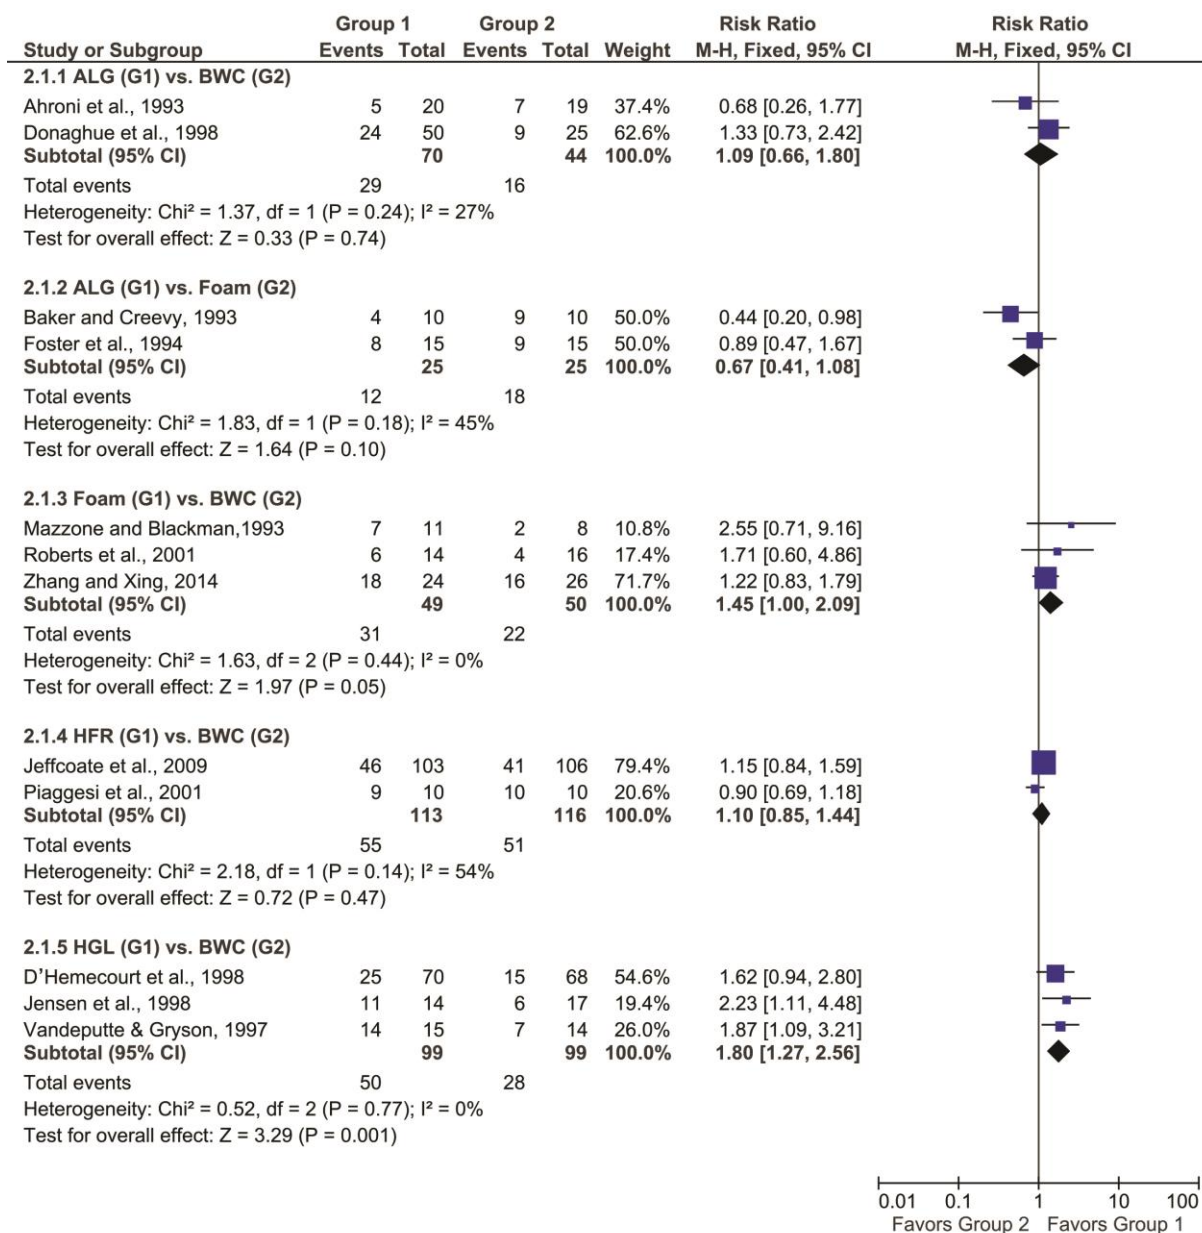 Group 1 Group 2 Risk Ratio Risk Ratio
Study or Subgroup Events Total Events Total Weight M-H, Fixed, 95% CI M-H, Fixed, 95% CI
2.1.1 ALG (G1) vs. BWC (G2)
Ahroni et al., 1993 5 20 7 19 37.4% 0.68 [0.26, 1.77]
Donaghue et al., 1998 24 50 9 25 62.6% 1.33 [0.73, 2.42]
Subtotal (95% CI) 70 44 100.0% 1.09 [0.66, 1.80]
Total events 29 16
Heterogeneity: Chi² = 1.37, df = 1 (P = 0.24); I² = 27%
Test for overall effect: Z = 0.33 (P = 0.74)
2.1.2 ALG (G1) vs. Foam (G2)
Baker and Creevy, 1993 4 10 9 10 50.0% 0.44 [0.20, 0.98]
Foster et al., 1994 8 15 9 15 50.0% 0.89 [0.47, 1.67]
Subtotal (95% CI) 25 25 100.0% 0.67 [0.41, 1.08]
Total events 12 18
Heterogeneity: Chi² = 1.83, df = 1 (P = 0.18); I² = 45%
Test for overall effect: Z = 1.64 (P = 0.10)
2.1.3 Foam (G1) vs. BWC (G2)
Mazzone and Blackman,1993 7 11 2 8 10.8% 2.55 [0.71, 9.16]
Roberts et al., 2001 6 14 4 16 17.4% 1.71 [0.60, 4.86]
Zhang and Xing, 2014 18 24 16 26 71.7% 1.22 [0.83, 1.79]
Subtotal (95% CI) 49 50 100.0% 1.45 [1.00, 2.09]
Total events 31 22
Heterogeneity: Chi² = 1.63, df = 2 (P = 0.44); I² = 0%
Test for overall effect: Z = 1.97 (P = 0.05)
2.1.4 HFR (G1) vs. BWC (G2)
Jeffcoate et al., 2009 46 103 41 106 79.4% 1.15 [0.84, 1.59]
Piaggesi et al., 2001 9 10 10 10 20.6% 0.90 [0.69, 1.18]
Subtotal (95% CI) 113 116 100.0% 1.10 [0.85, 1.44]
Total events 55 51
Heterogeneity: Chi² = 2.18, df = 1 (P = 0.14); I² = 54%
Test for overall effect: Z = 0.72 (P = 0.47)
2.1.5 HGL (G1) vs. BWC (G2)
D'Hemecourt et al., 1998 25 70 15 68 54.6% 1.62 [0.94, 2.80]
Jensen et al., 1998 11 14 6 17 19.4% 2.23 [1.11, 4.48]
Vandeputte & Gryson, 1997 14 15 7 14 26.0% 1.87 [1.09, 3.21]
Subtotal (95% CI) 99 99 100.0% 1.80 [1.27, 2.56]
Total events 50 28
Heterogeneity: Chi² = 0.52, df = 2 (P = 0.77); I² = 0%
Test for overall effect: Z = 3.29 (P = 0.001)
0.01 0.1 1 10 100
Favors Group 2 Favors Group 1